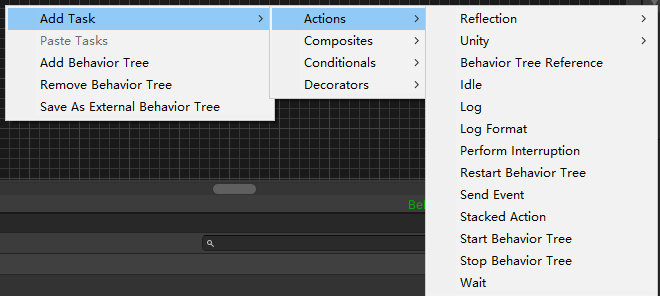 Add Task
Paste Tasks
Add Behavior Tree
Remove Behavior Tree
Save As External Behavior Tree
Actions
Composites
Conditionals
Decorators
Reflection
Unity
Behavior Tree Reference
Idle
Log
Log Format
Perform Interruption
Restart Behavior Tree
Send Event
Stacked Action
Start Behavior Tree
Stop Behavior Tree
Wait